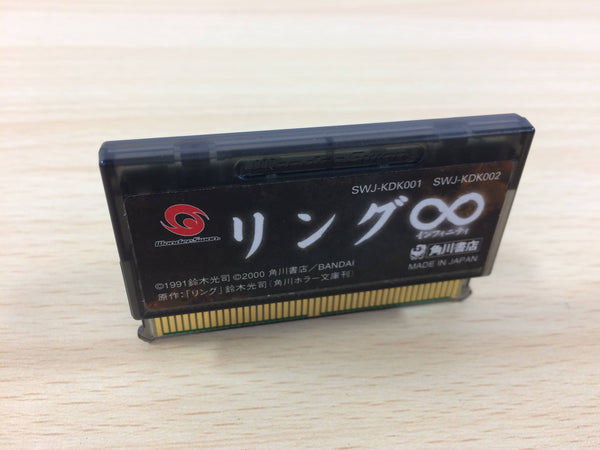 WonderSwan
SWJ-KDK001 SWJ-KDK002
WonderSwan
リング∞
インフィニティ
角川書店
©1991鈴木光司 ©2000 角川書店/BANDAI
MADE IN JAPAN
原作:「リング」鈴木光司(角川ホラー文庫刊)